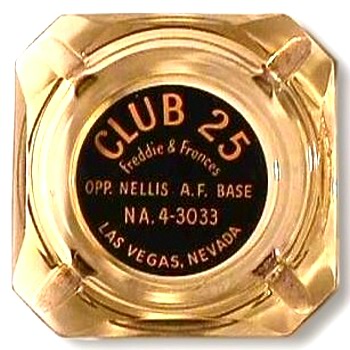 CLUB 25
Freddie & Frances
OPP. NELLIS A.F. BASE
NA. 4-3033
LAS VEGAS, NEVADA